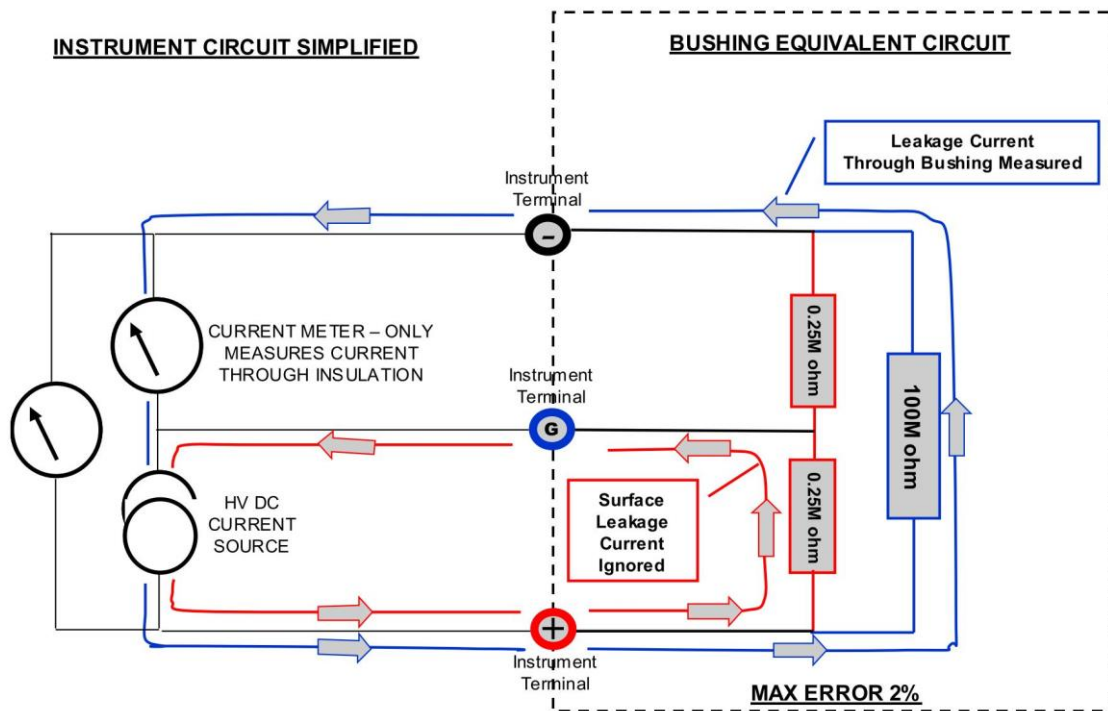 INSTRUMENT CIRCUIT SIMPLIFIED
BUSHING EQUIVALENT CIRCUIT
Leakage Current
Through Bushing Measured
Instrument
Terminal
–
0.25M ohm
CURRENT METER – ONLY
MEASURES CURRENT
THROUGH INSULATION
100M ohm
Instrument
Terminal
G
HV DC
CURRENT
SOURCE
Surface
Leakage
Current
Ignored
0.25M ohm
+
Instrument
Terminal
MAX ERROR 2%